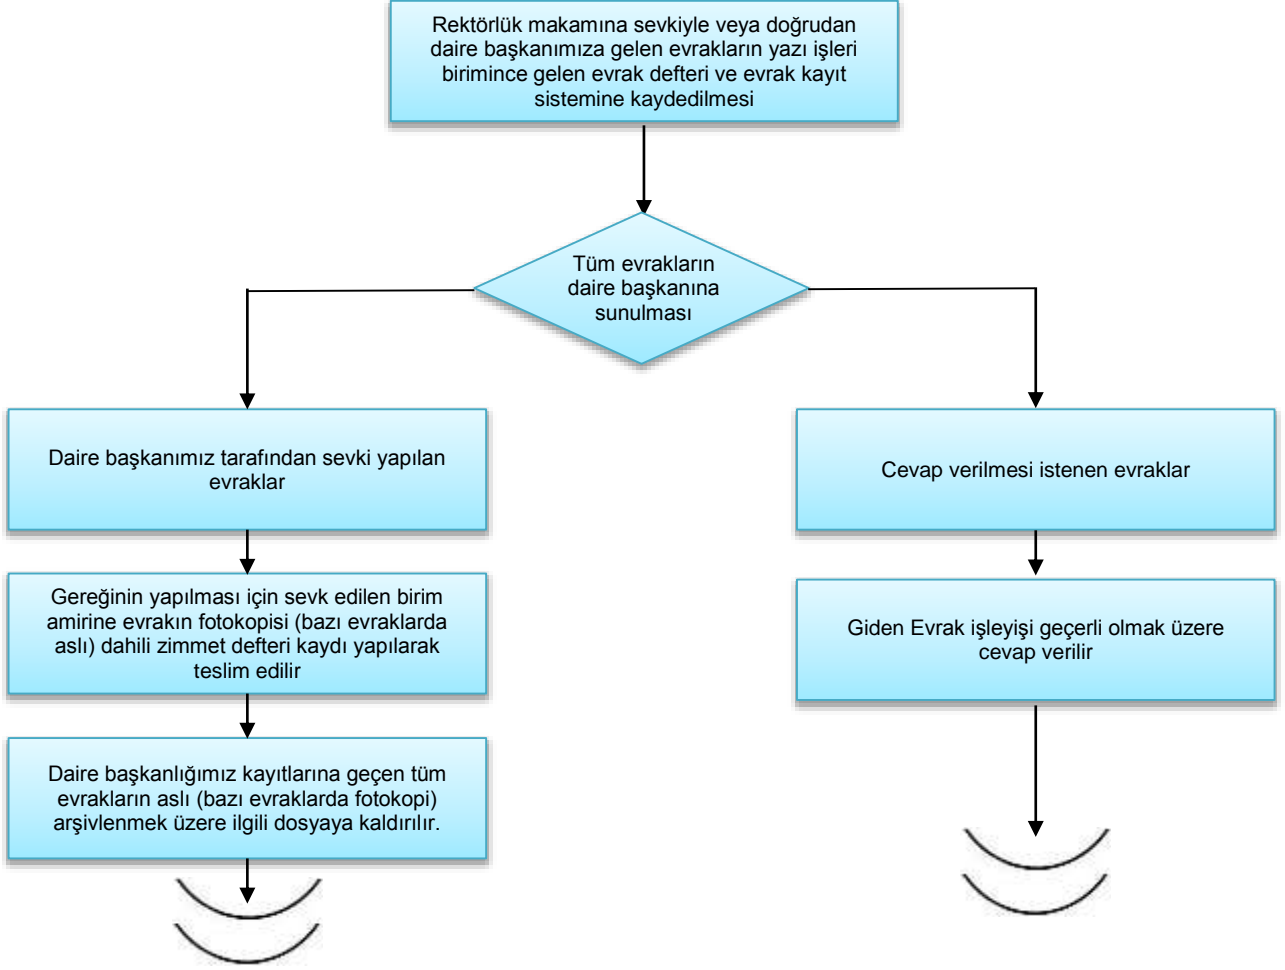 Rektörlük makamına sevkiyle veya doğrudan
daire başkanımıza gelen evrakların yazı işleri
birimince gelen evrak defteri ve evrak kayıt
sistemine kaydedilmesi
Tüm evrakların
daire başkanına
sunulması
Daire başkanımız tarafından sevki yapılan
evraklar
Gereğinin yapılması için sevk edilen birim
amirine evrakın fotokopisi (bazı evraklarda
aslı) dahili zimmet defteri kaydı yapılarak
teslim edilir
Daire başkanlığımız kayıtlarına geçen tüm
evrakların aslı (bazı evraklarda fotokopi)
arşivlenmek üzere ilgili dosyaya kaldırılır.
Cevap verilmesi istenen evraklar
Giden Evrak işleyişi geçerli olmak üzere
cevap verilir